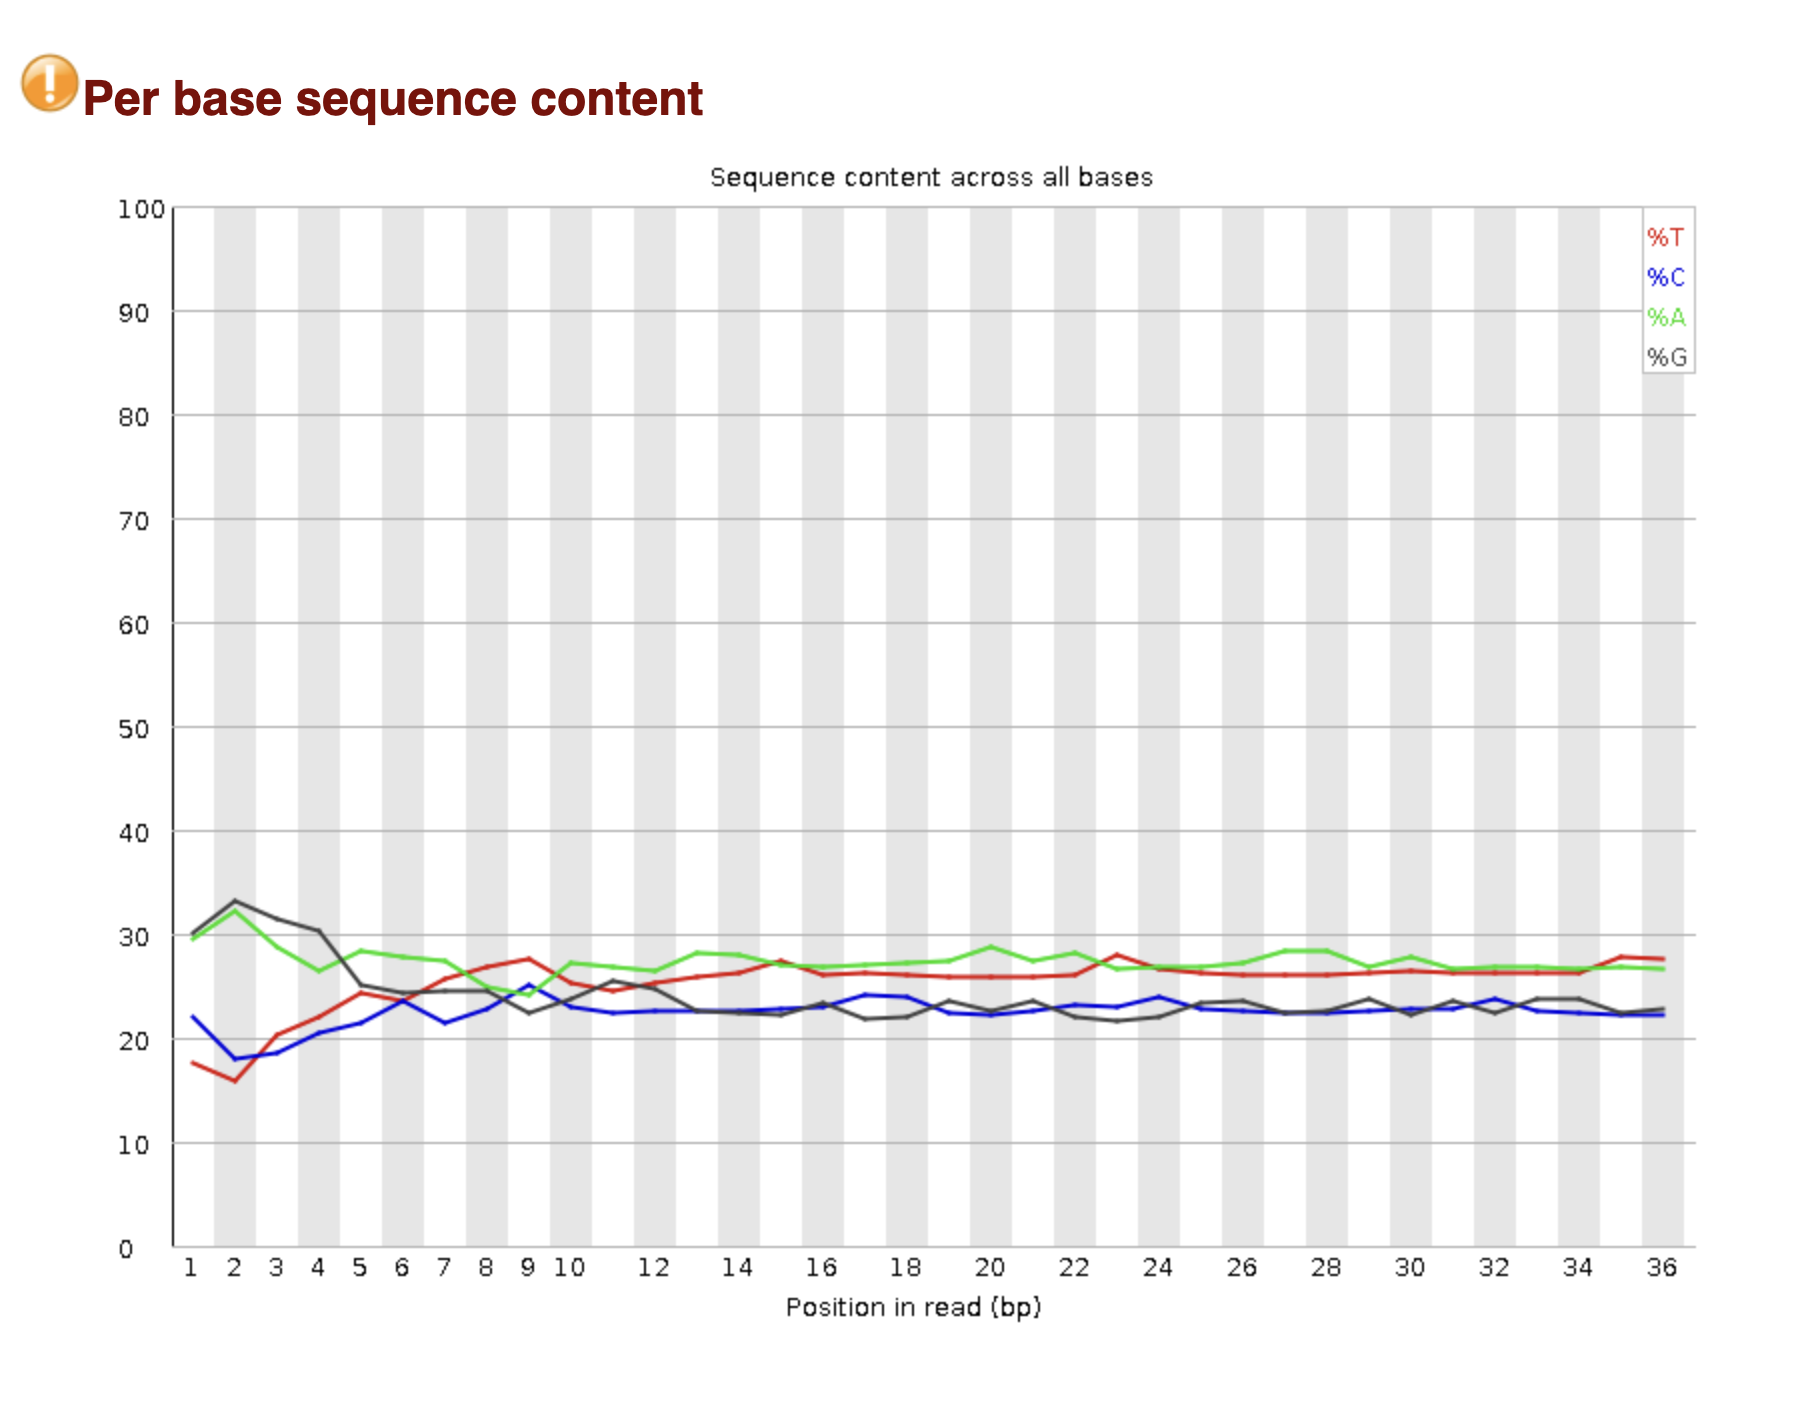 Per base sequence content
Sequence content across all bases
100
90
80
70
60
50
40
30
20
10
0
%T
%C
%A
%G
1 2 3 4 5 6 7 8 9 10 12 14 16 18 20 22 24 26 28 30 32 34 36
Position in read (bp)